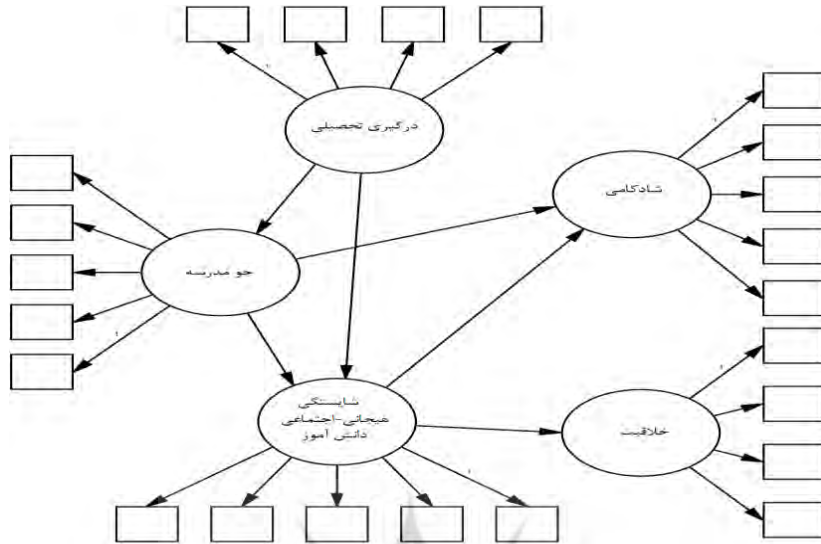 درگیری تحصیلی
شادکامی
جو مدرسه
شایستگی
هیجانی-اجتماعی
دانش آموز
خلاقیت